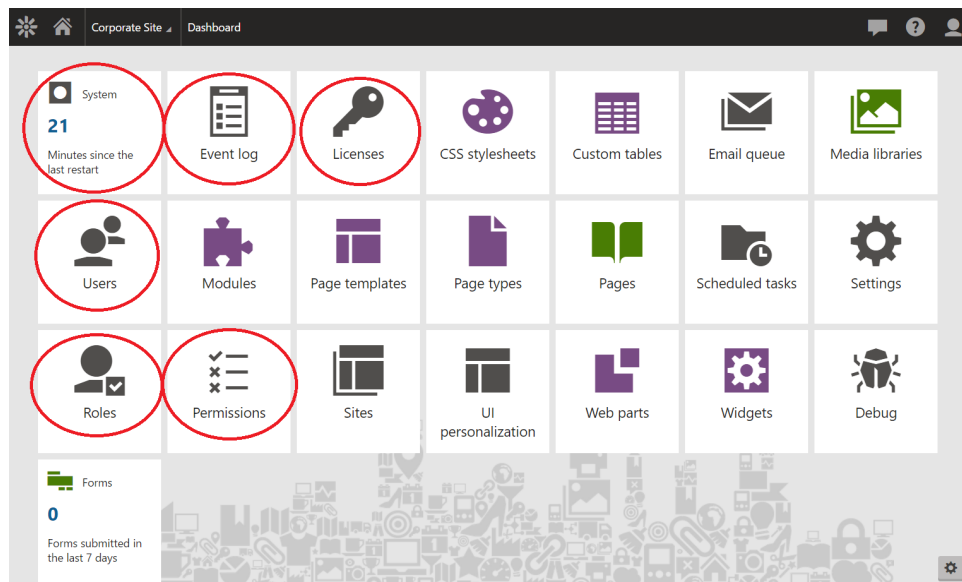 Corporate Site
Dashboard
System
21
Minutes since the
last restart
Event log
Licenses
CSS stylesheets
Custom tables
Email queue
Media libraries
Users
Modules
Page templates
Page types
Pages
Scheduled tasks
Settings
Roles
Permissions
Sites
UI
personalization
Web parts
Widgets
Debug
Forms
0
Forms submitted in
the last 7 days